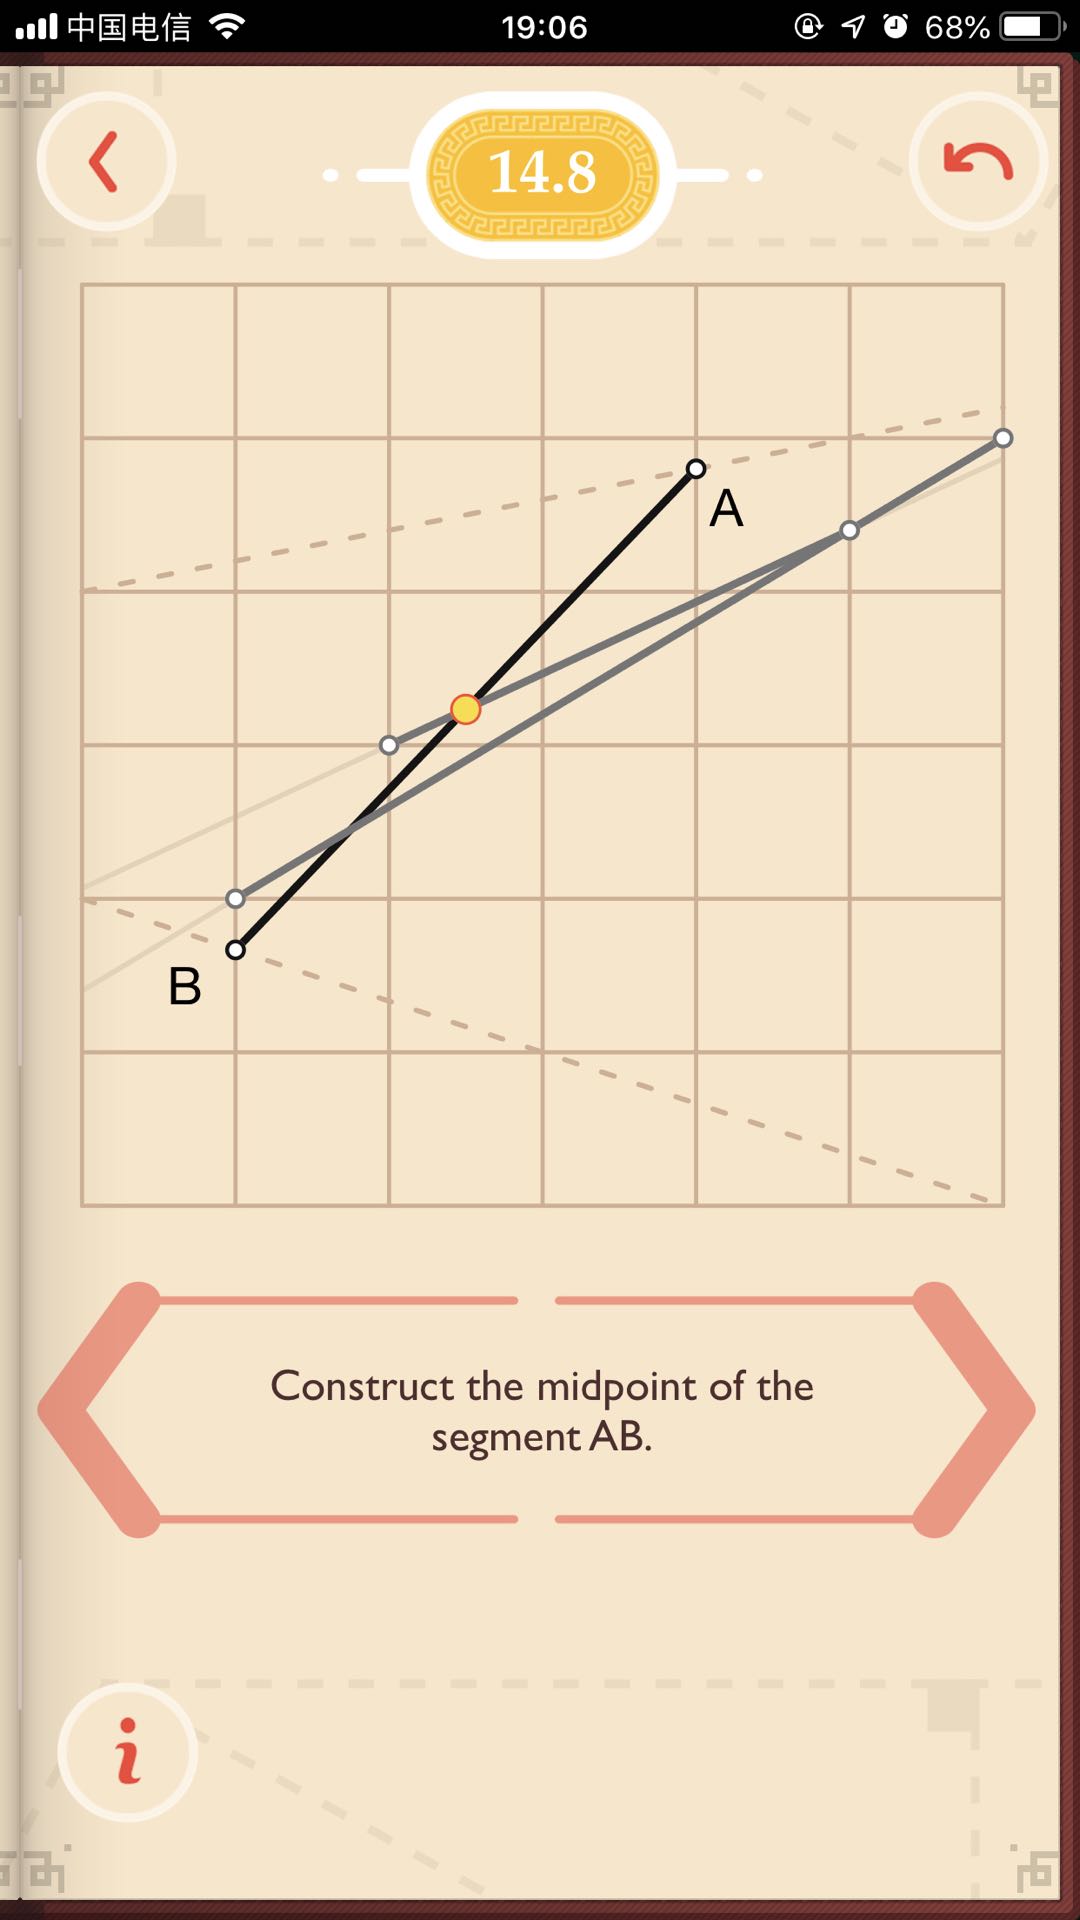 中国电信
19:06
68%
14.8
A
B
Construct the midpoint of the
segment AB.
i